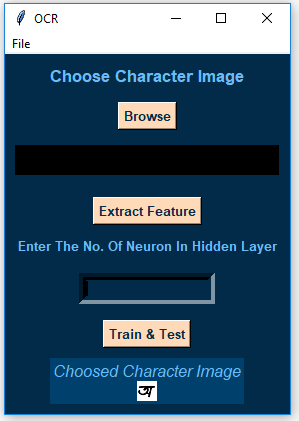 OCR
File
Choose Character Image
Browse
Extract Feature
Enter The No. Of Neuron In Hidden Layer
Train & Test
Choosed Character Image
अ